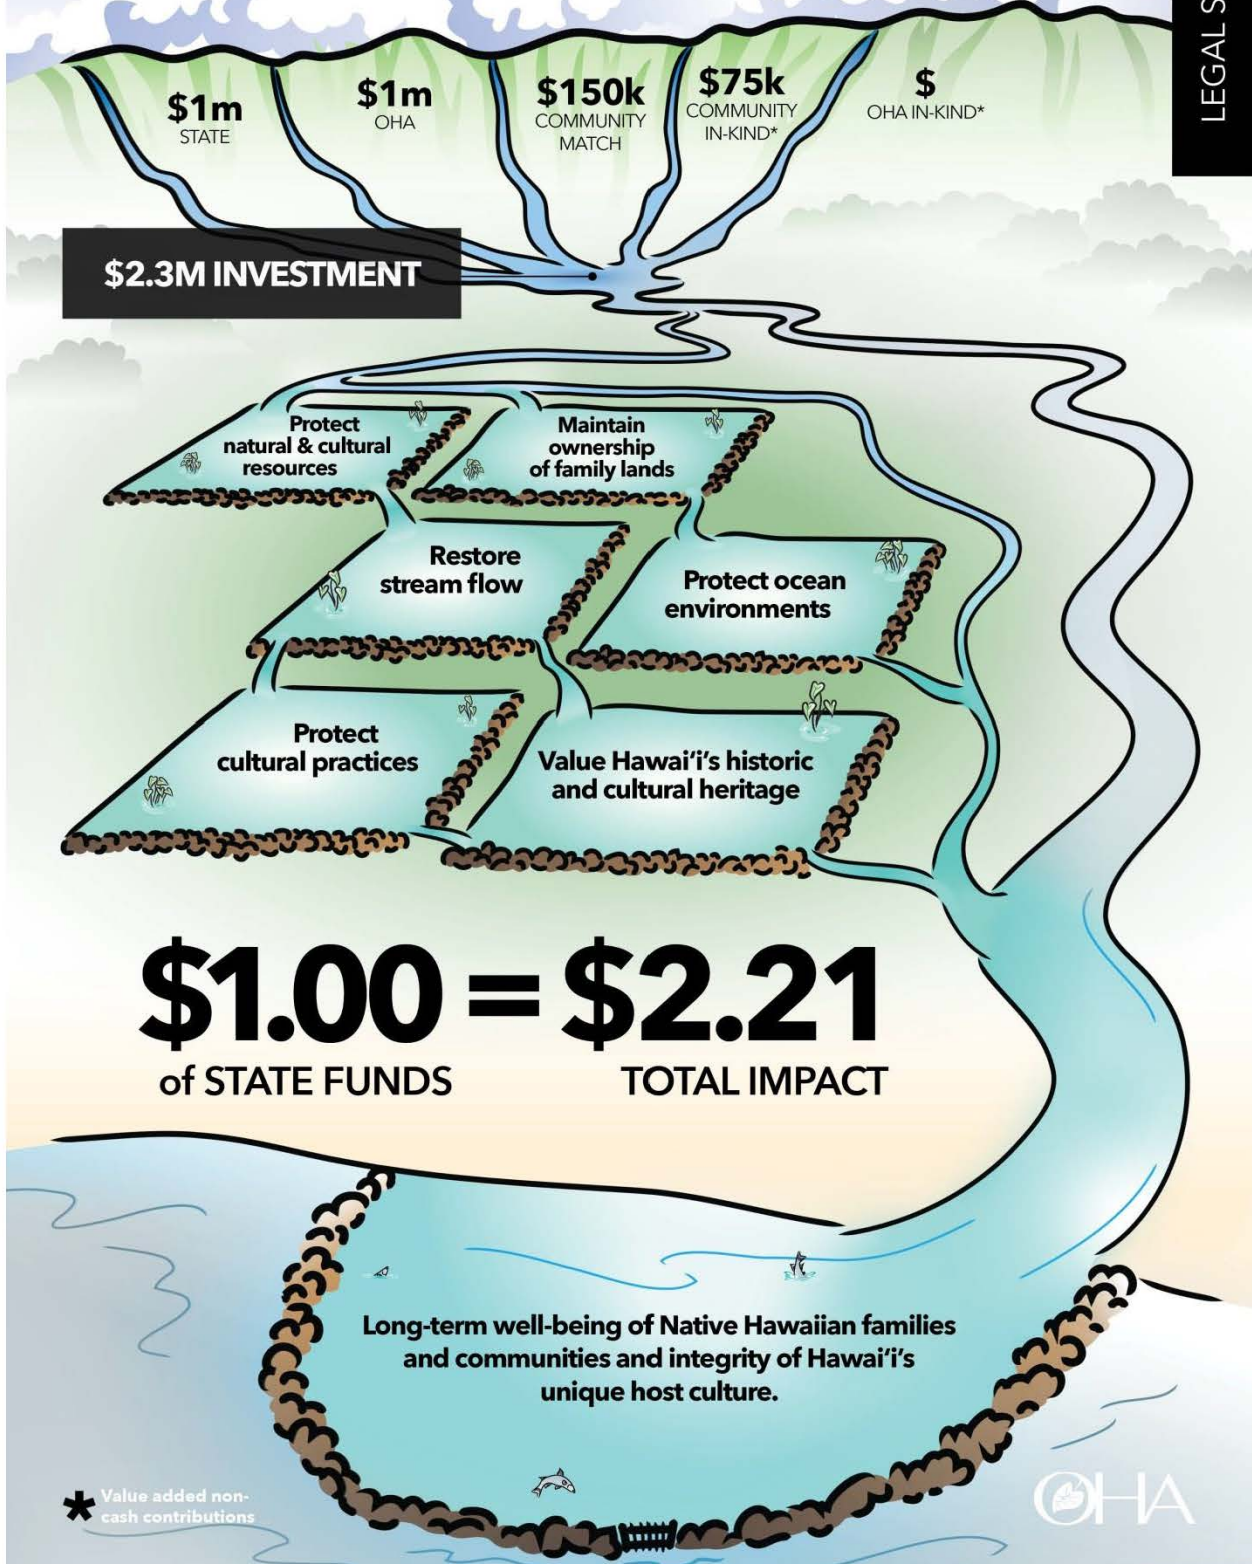 LEGAL S
$1m
STATE
$1m
OHA
$150k
COMMUNITY
MATCH
$75k
COMMUNITY
IN-KIND*
$
OHA IN-KIND*
$2.3M INVESTMENT
Protect
natural & cultural
resources
Maintain
ownership
of family lands
Restore
stream flow
Protect ocean
environments
Protect
cultural practices
Value Hawai‘i’s historic
and cultural heritage
$1.00 = $2.21
of STATE FUNDS TOTAL IMPACT
Long-term well-being of Native Hawaiian families
and communities and integrity of Hawai‘i’s
unique host culture.
* Value added non-
cash contributions
OHA